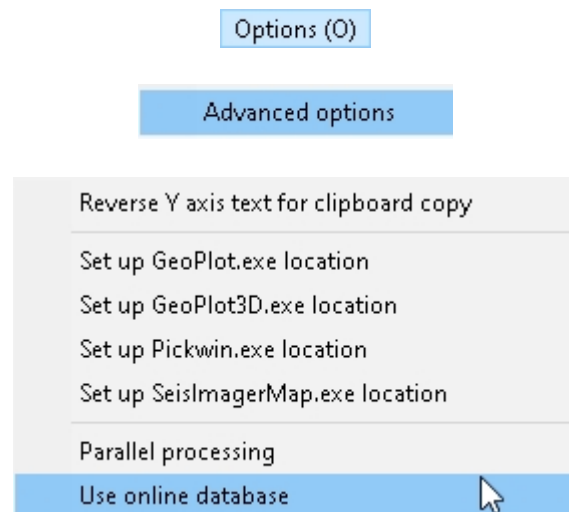 Options (O)
Advanced options
Reverse Y axis text for clipboard copy
Set up GeoPlot.exe location
Set up GeoPlot3D.exe location
Set up Pickwin.exe location
Set up SeisImagerMap.exe location
Parallel processing
Use online database